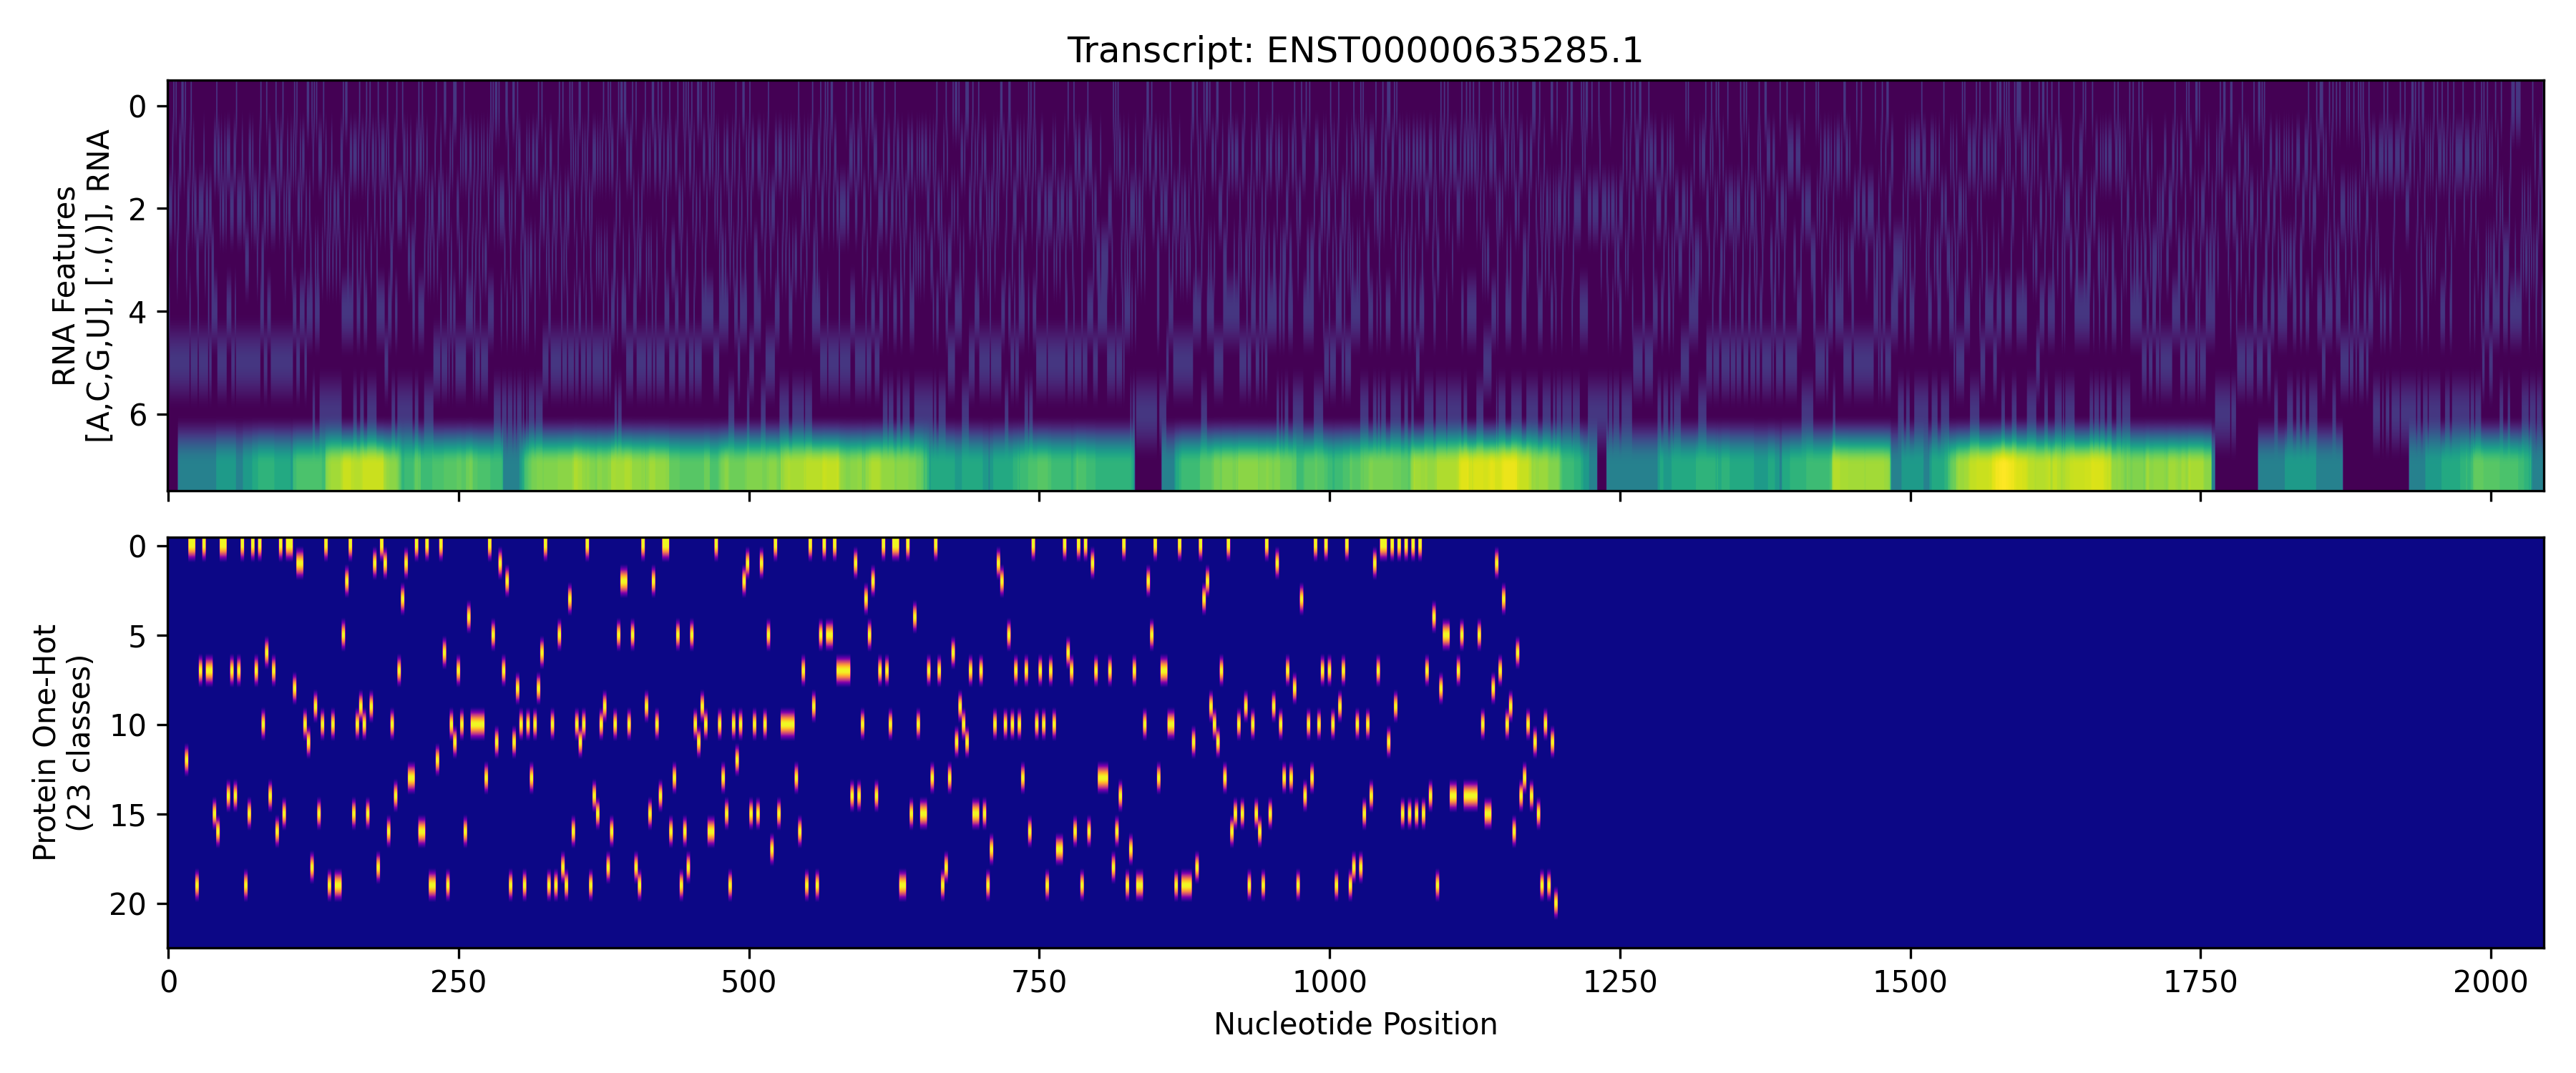 Transcript: ENST00000635285.1
RNA Features
[A,C,G,U], [.,(,)], RNA
0
2
4
6
Protein One-Hot
(23 classes)
0
5
10
15
20
0 250 500 750 1000 1250 1500 1750 2000
Nucleotide Position